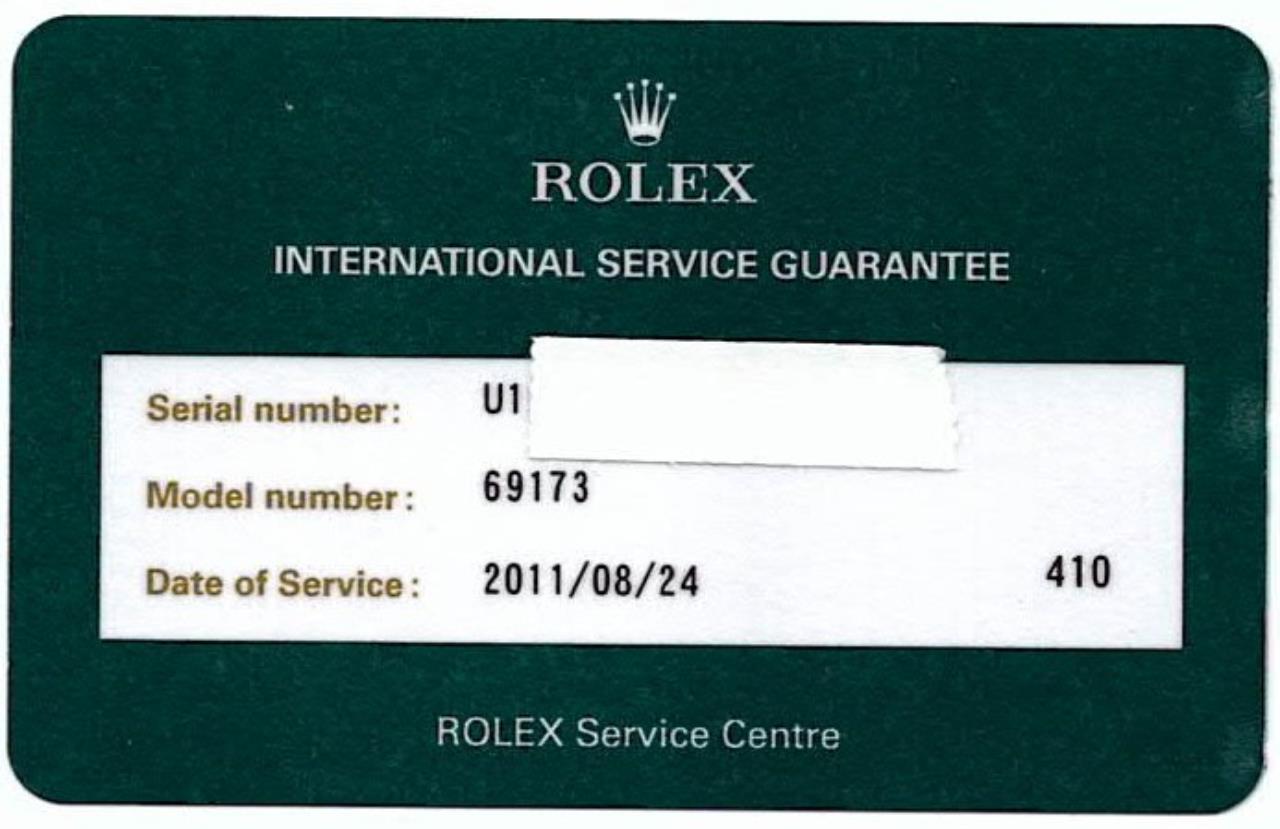 ROLEX
INTERNATIONAL SERVICE GUARANTEE
Serial number: U1
Model number: 69173
Date of Service: 2011/08/24 410
ROLEX Service Centre